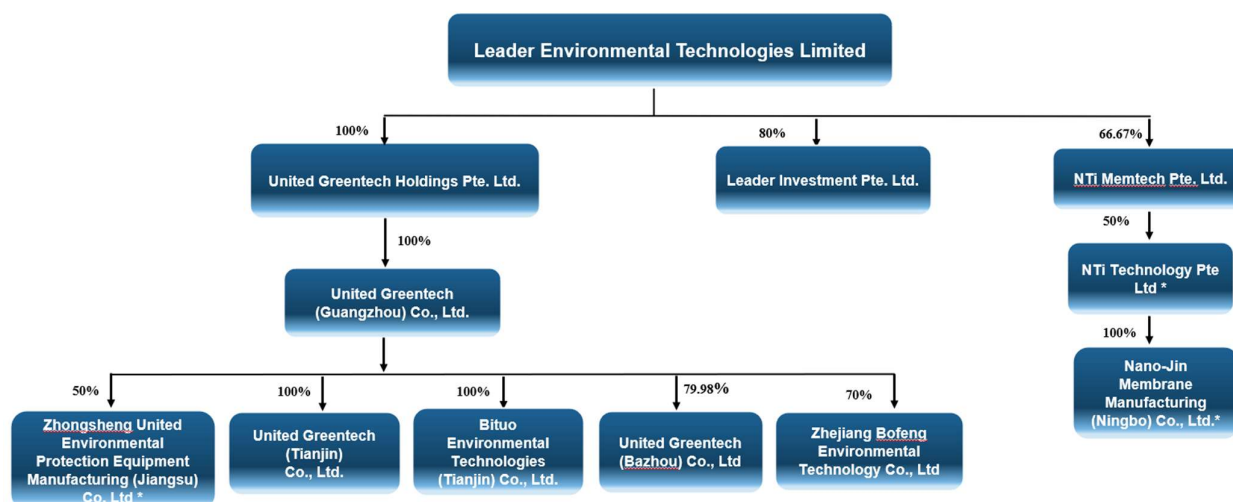 Leader Environmental Technologies Limited
100%
80%
66.67%
United Greentech Holdings Pte. Ltd.
Leader Investment Pte. Ltd.
NTi Memtech Pte. Ltd.
100%
50%
United Greentech
(Guangzhou) Co., Ltd.
NTi Technology Pte
Ltd *
100%
Nano-Jin
Membrane
Manufacturing
(Ningbo) Co., Ltd.*
50%
100%
100%
79.98%
70%
Zhongsheng United
Environmental
Protection Equipment
Manufacturing (Jiangsu)
Co. Ltd *
United Greentech
(Tianjin)
Co., Ltd.
Bituo
Environmental
Technologies
(Tianjin) Co., Ltd.
United Greentech
(Bazhou) Co., Ltd
Zhejiang Bofeng
Environmental
Technology Co., Ltd